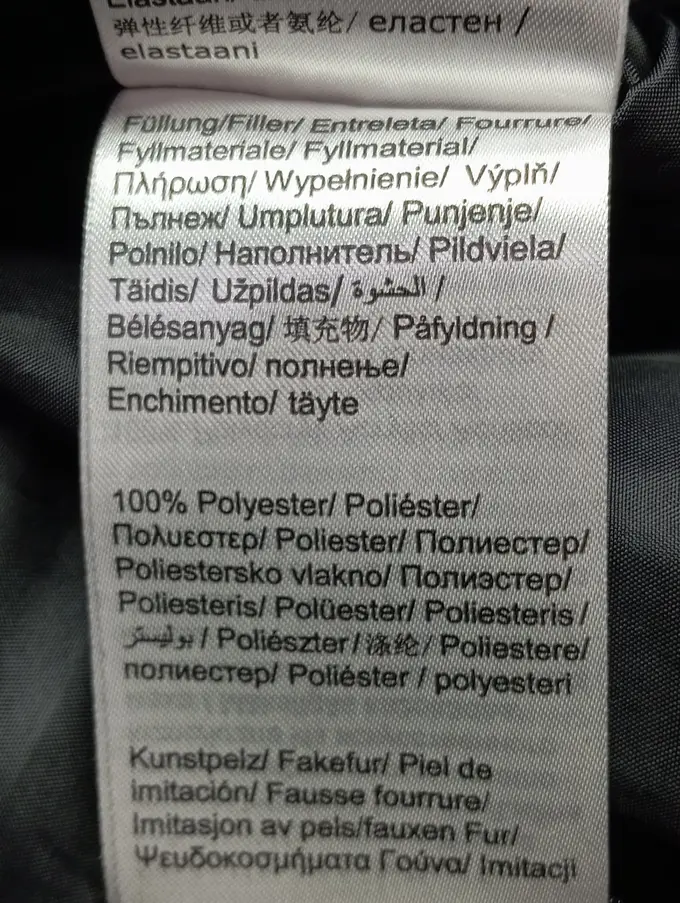 弹性纤维或者氨纶/ еластен /
elastaani
Füllung/Filler/ Entreleta/ Fourrure/
Fyllmateriale/ Fyllmaterial/
Πλήρωση/ Wypełnienie/ Výplň/
Пълнеж/ Umplutura/ Punjenje/
Polnilo/ Наполнитель/ Pildviela/
Täidis/ Užpildas/ الحشوة /
Bélésanyag/ 填充物/ Påfyldning /
Riempitivo/ полнење/
Enchimento/ täyte
100% Polyester/ Poliéster/
Πολυεστερ/ Poliester/ Полиестер/
Poliestersko vlakno/ Полиэстер/
Poliesteris/ Polüester/ Poliesteris /
بوليستر / Poliészter/涤纶/ Poliestere/
полиестер/ Poliéster / polyesteri
Kunstpelz/ Fakefur/ Piel de
imitación/ Fausse fourrure/
Imitasjon av pels/fauxen Fur/
Ψευδοκοσμήματα Γούνα/ Imitacji